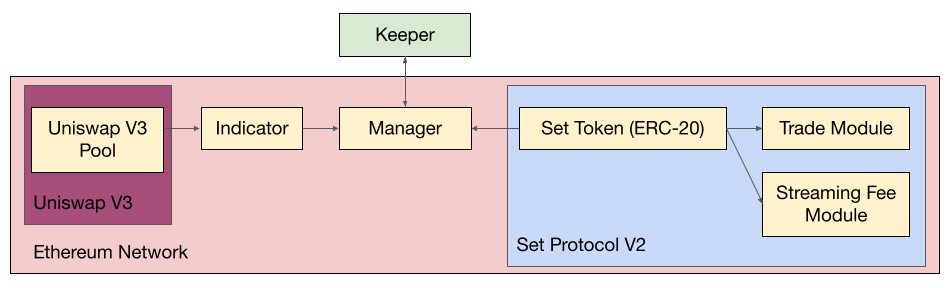 Keeper
Uniswap V3
Pool
Indicator
Manager
Set Token (ERC-20)
Trade Module
Streaming Fee
Module
Uniswap V3
Set Protocol V2
Ethereum Network